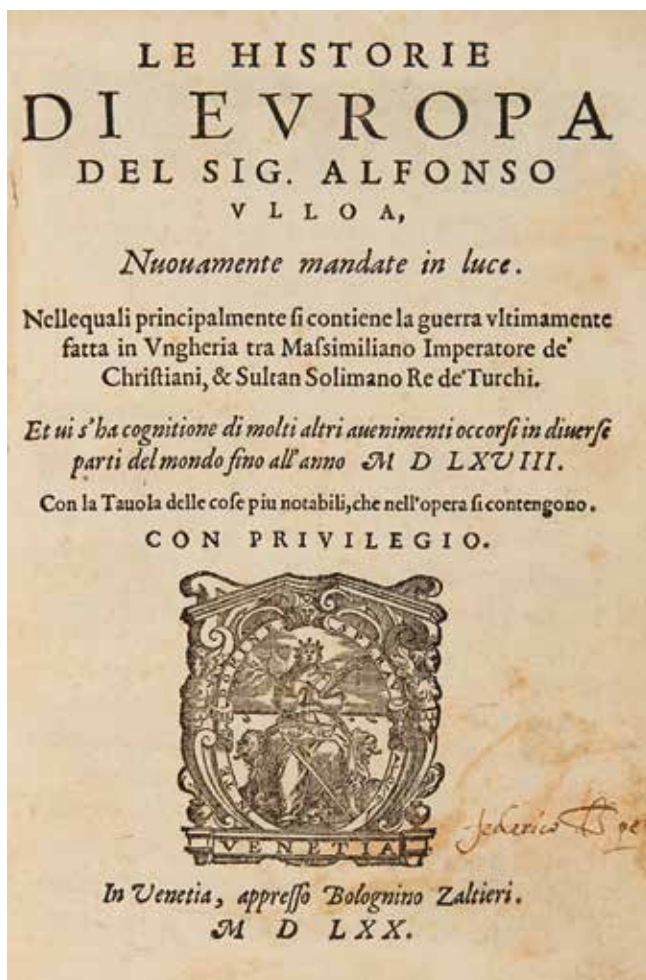 LE HISTORIE
DI EVROPA
DEL SIG. ALFONSO
VLLOA,
Nuouamente mandate in luce.
Nellequali principalmente ſi contiene la guerra vltimamente
fatta in Vngheria tra Maſsimiliano Imperatore de'
Chriſtiani, & Sultan Solimano Re de'Turchi.
Et ui s'ha cognitione di molti altri auenimenti occorſi in diuerſe
parti del mondo fino all'anno M D LXVIII.
Con la Tauola delle coſe piu notabili, che nell'opera ſi contengono.
CON PRIVILEGIO.
VENETIA
federico
In Venetia, appreſſo Bolognino Zaltieri.
M D LXX.